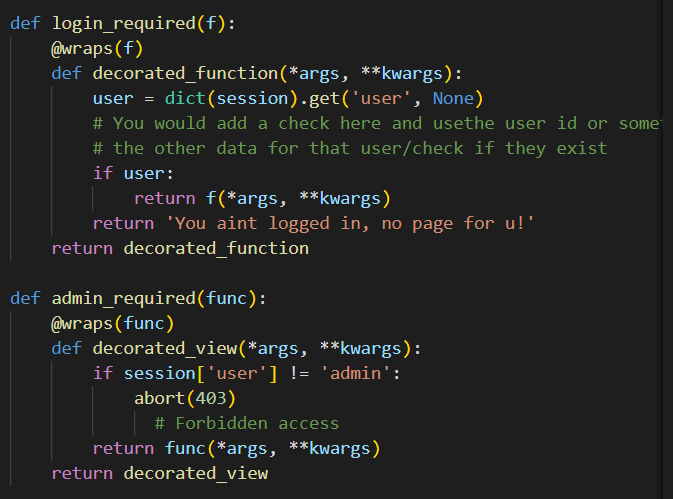 def login_required(f):
    @wraps(f)
    def decorated_function(*args, **kwargs):
        user = dict(session).get('user', None)
        # You would add a check here and usethe user id or
        # the other data for that user/check if they exist
        if user:
            return f(*args, **kwargs)
        return 'You aint logged in, no page for u!'
    return decorated_function

def admin_required(func):
    @wraps(func)
    def decorated_view(*args, **kwargs):
        if session['user'] != 'admin':
            abort(403)
              # Forbidden access
        return func(*args, **kwargs)
    return decorated_view